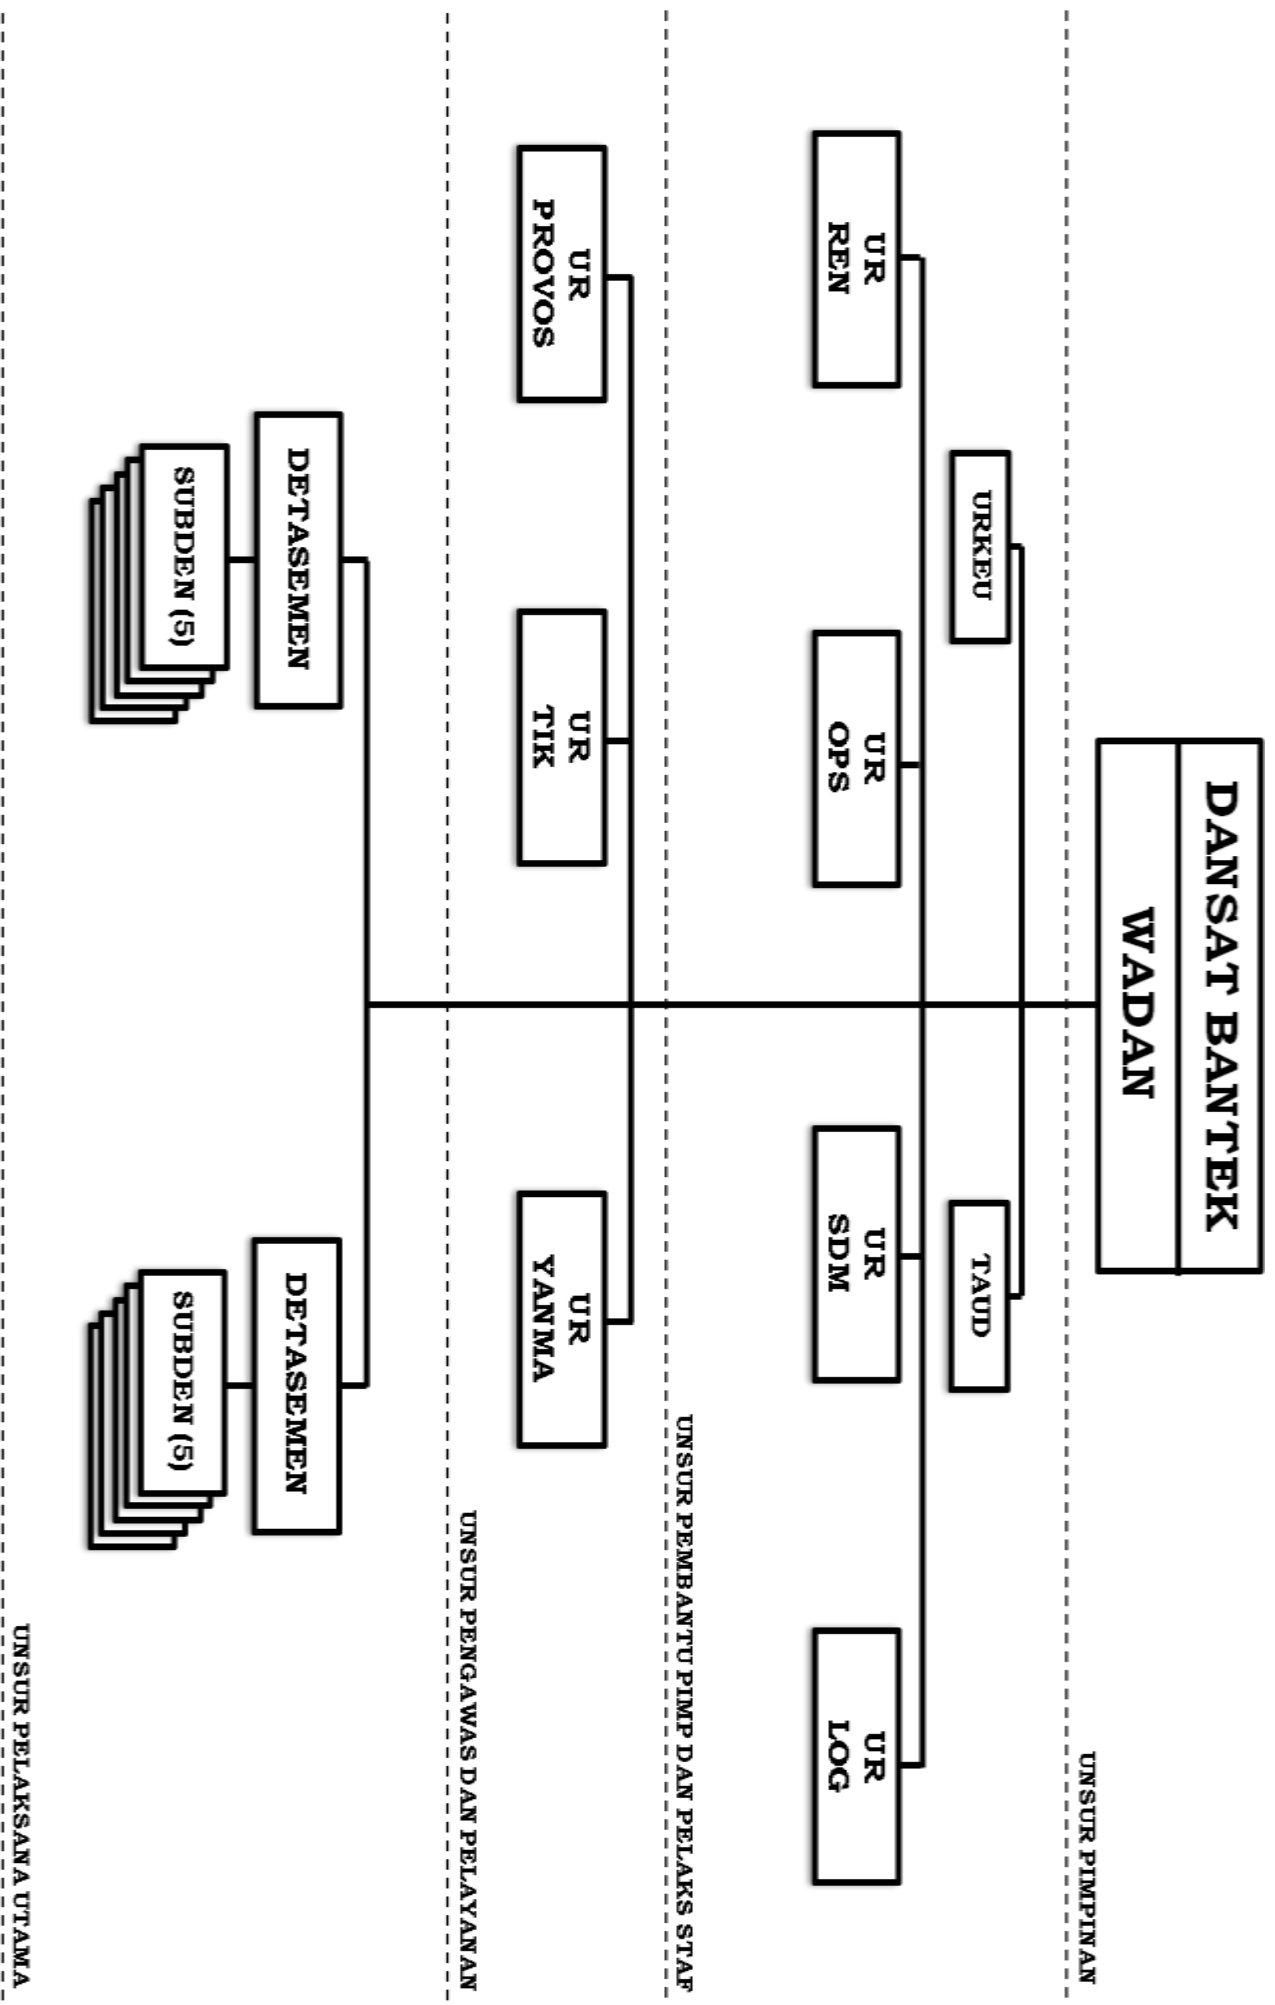 DANSAT BANTEK
WADAN
UNSUR PIMPINAN
URKEU
TAUD
UR
REN
UR
OPS
UR
SDM
UR
LOG
UNSUR PEMBANTU PIMP DAN PELAKS STAF
UR
PROVOS
UR
TIK
UR
YANMA
UNSUR PENGAWAS DAN PELAYANAN
DETASEMEN
DETASEMEN
SUBDEN (5)
SUBDEN (5)
UNSUR PELAKSANA UTAMA